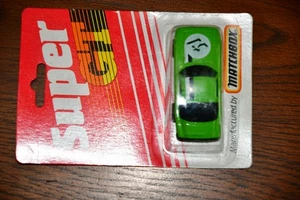 Super
GT
Manufactured by
MATCHBOX